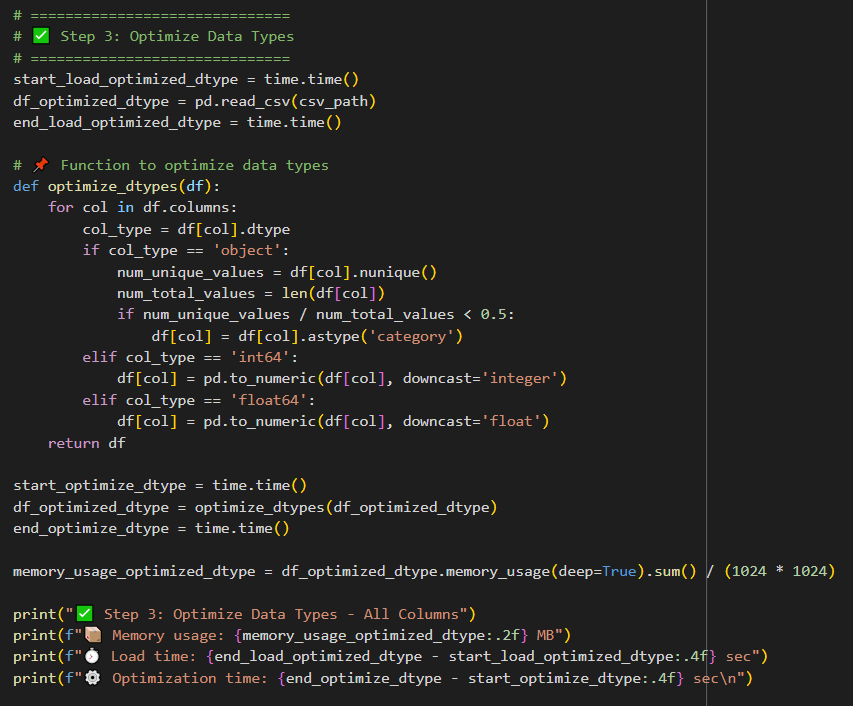 # ==============================
# ✅ Step 3: Optimize Data Types
# ==============================
start_load_optimized_dtype = time.time()
df_optimized_dtype = pd.read_csv(csv_path)
end_load_optimized_dtype = time.time()

# 📌 Function to optimize data types
def optimize_dtypes(df):
    for col in df.columns:
        col_type = df[col].dtype
        if col_type == 'object':
            num_unique_values = df[col].nunique()
            num_total_values = len(df[col])
            if num_unique_values / num_total_values < 0.5:
                df[col] = df[col].astype('category')
        elif col_type == 'int64':
            df[col] = pd.to_numeric(df[col], downcast='integer')
        elif col_type == 'float64':
            df[col] = pd.to_numeric(df[col], downcast='float')
    return df

start_optimize_dtype = time.time()
df_optimized_dtype = optimize_dtypes(df_optimized_dtype)
end_optimize_dtype = time.time()

memory_usage_optimized_dtype = df_optimized_dtype.memory_usage(deep=True).sum() / (1024 * 1024)

print("✅ Step 3: Optimize Data Types - All Columns")
print(f"📦 Memory usage: {memory_usage_optimized_dtype:.2f} MB")
print(f"⏱ Load time: {end_load_optimized_dtype - start_load_optimized_dtype:.4f} sec")
print(f"⚙ Optimization time: {end_optimize_dtype - start_optimize_dtype:.4f} sec\n")